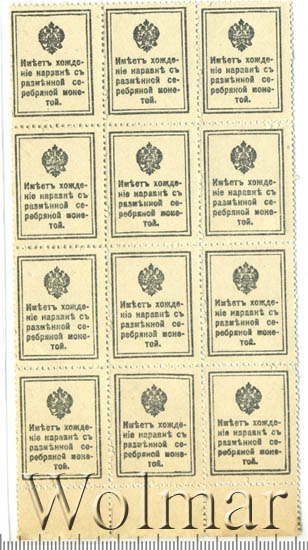 Имѣетъ хожде- Имѣетъ хожде- Имѣетъ хожде-
ніе наравнѣ съ ніе наравнѣ съ ніе наравнѣ съ
размѣнной се- размѣнной се- размѣнной се-
ребряной моне- ребряной моне- ребряной моне-
той. той. той.
Имѣетъ хожде- Имѣетъ хожде- Имѣетъ хожде-
ніе наравнѣ съ ніе наравнѣ съ ніе наравнѣ съ
размѣнной се- размѣнной се- размѣнной се-
ребряной моне- ребряной моне- ребряной моне-
той. той. той.
Имѣетъ хожде- Имѣетъ хожде- Имѣетъ хожде-
ніе наравнѣ съ ніе наравнѣ съ ніе наравнѣ съ
размѣнной се- размѣнной се- размѣнной се-
ребряной моне- ребряной моне- ребряной моне-
той. той. той.
Имѣетъ хожде- Имѣетъ хожде- Имѣетъ хожде-
ніе наравнѣ съ ніе наравнѣ съ ніе наравнѣ съ
размѣнной се- размѣнной се- размѣнной се-
ребряной моне- ребряной моне- ребряной моне-
той. той. той.
Wolmar